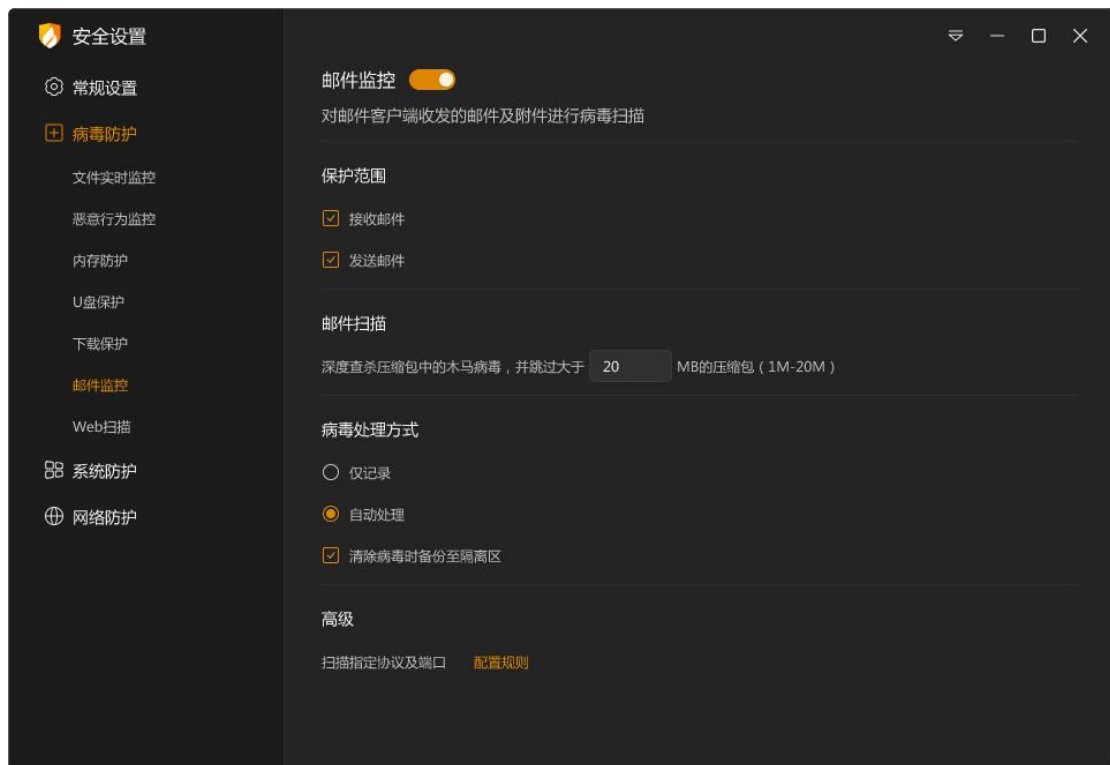 安全设置
常规设置
病毒防护
文件实时监控
恶意行为监控
内存防护
U盘保护
下载保护
邮件监控
Web扫描
系统防护
网络防护
邮件监控
对邮件客户端收发的邮件及附件进行病毒扫描
保护范围
接收邮件
发送邮件
邮件扫描
深度查杀压缩包中的木马病毒，并跳过大于 20 MB的压缩包（1M-20M）
病毒处理方式
仅记录
自动处理
清除病毒时备份至隔离区
高级
扫描指定协议及端口 配置规则